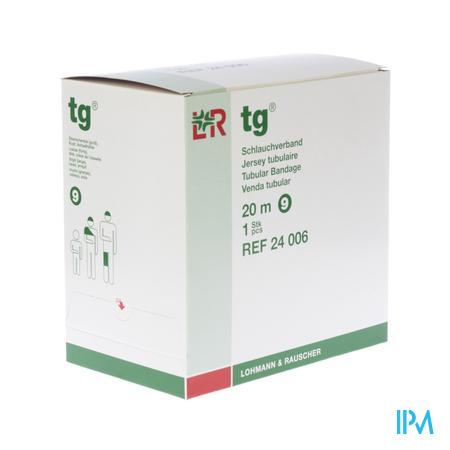 tg®
9
L&R
tg®
Schlauchverband
Jersey tubulaire
Tubular Bandage
Venda tubular
20 m 9
1 Stk pcs
REF 24 006
LOHMANN & RAUSCHER
IPM